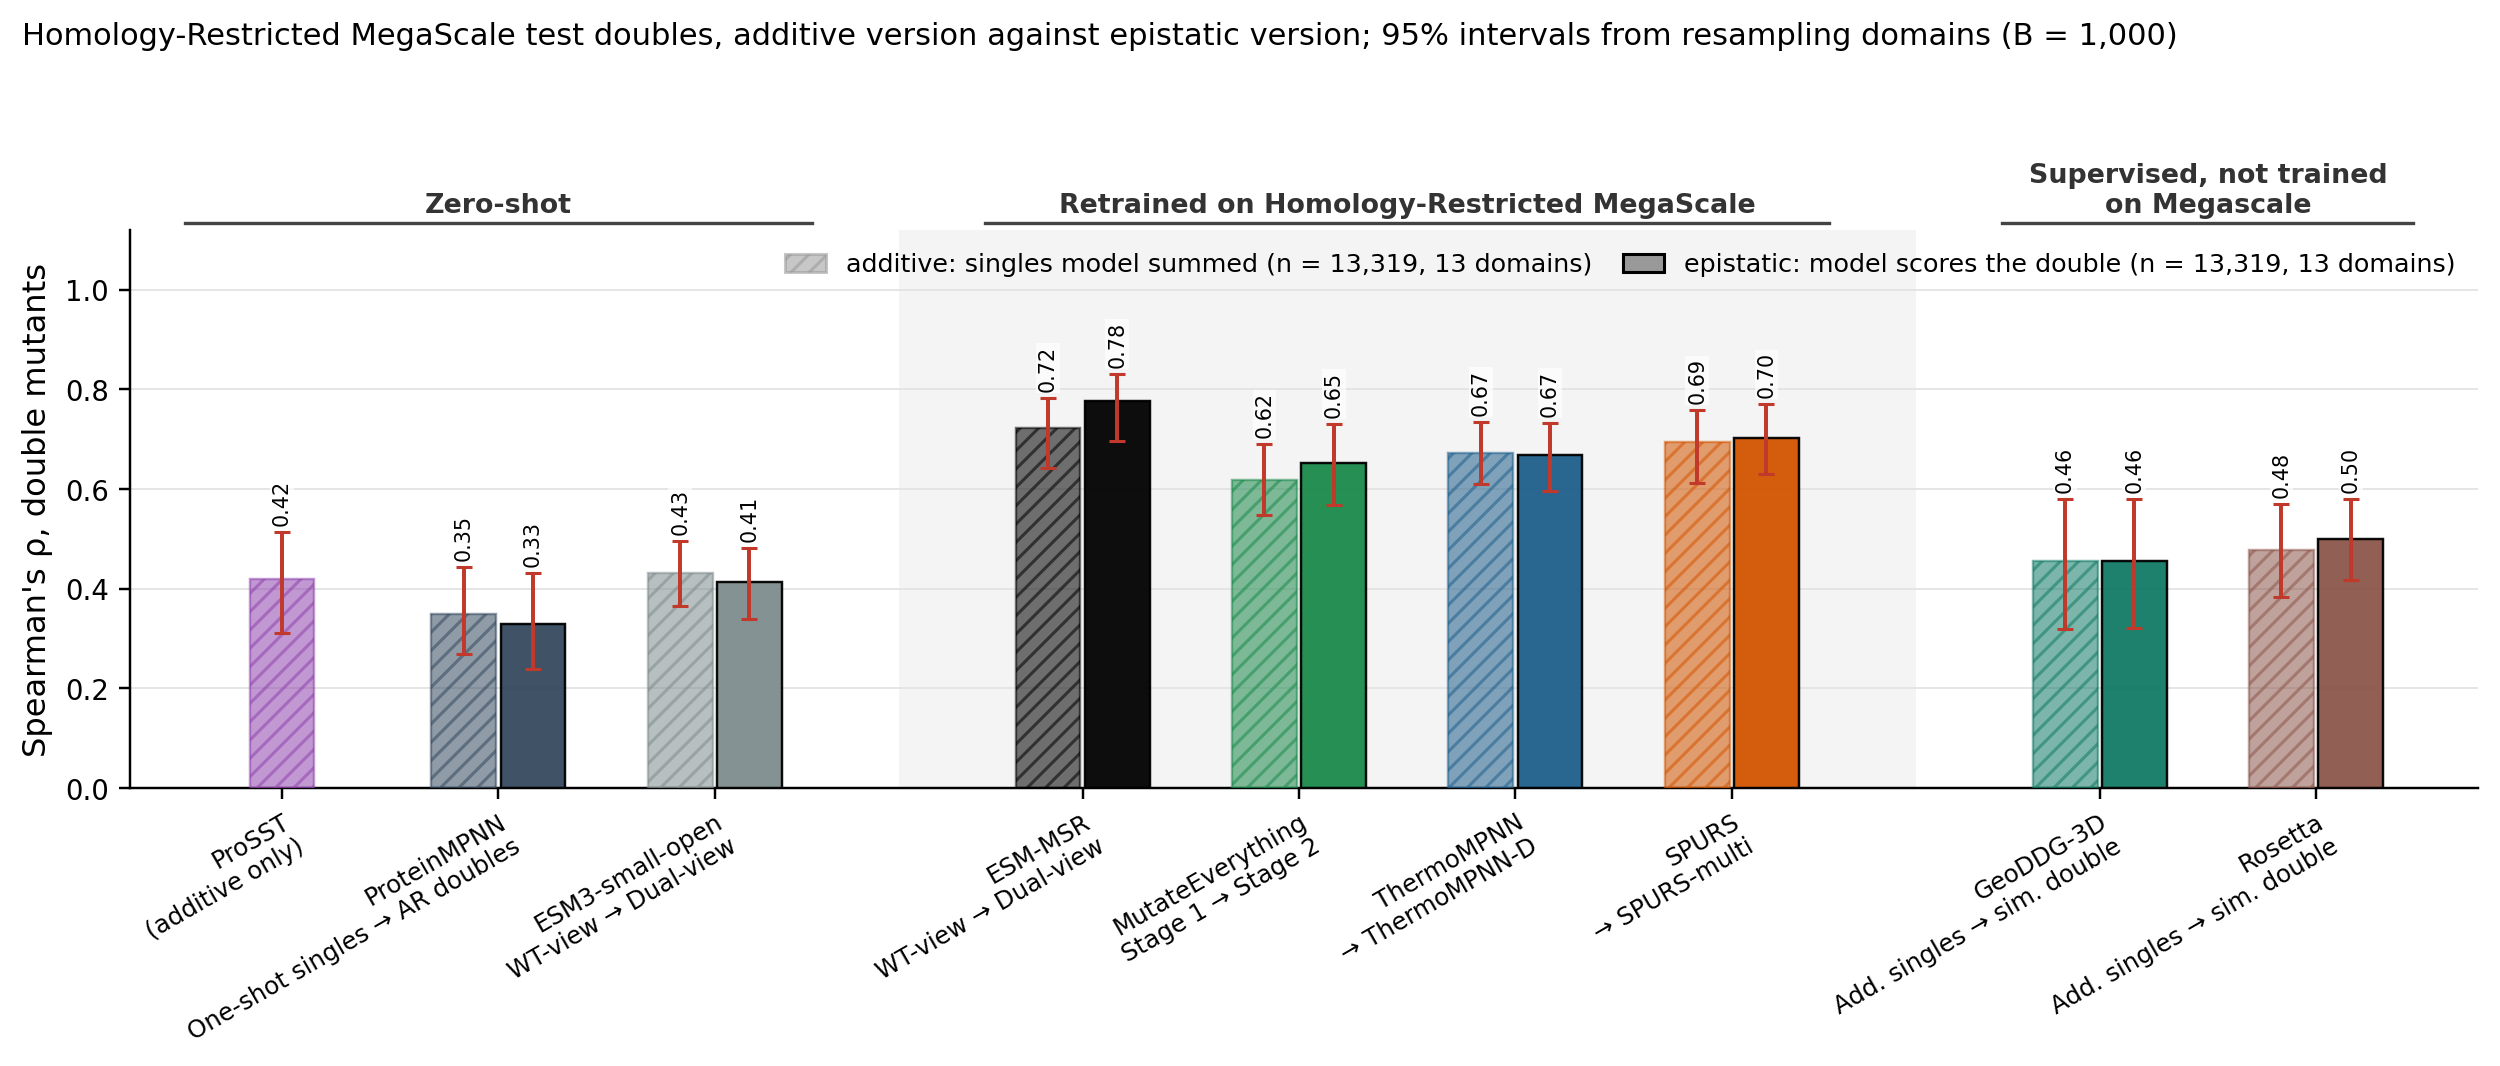 Homology-Restricted MegaScale test doubles, additive version against epistatic version; 95% intervals from resampling domains (B = 1,000)
Zero-shot
Retrained on Homology-Restricted MegaScale
Supervised, not trained
on Megascale
additive: singles model summed (n = 13,319, 13 domains)
epistatic: model scores the double (n = 13,319, 13 domains)
Spearman's ρ, double mutants
1.0
0.8
0.6
0.4
0.2
0.0
0.42
0.35
0.33
0.43
0.41
0.72
0.78
0.62
0.65
0.67
0.67
0.69
0.70
0.46
0.46
0.48
0.50
ProSST
(additive only)
ProteinMPNN
One-shot singles → AR doubles
ESM3-small-open
WT-view → Dual-view
ESM-MSR
WT-view → Dual-view
MutateEverything
Stage 1 → Stage 2
ThermoMPNN
→ ThermoMPNN-D
SPURS
→ SPURS-multi
GeoDDG-3D
Add. singles → sim. double
Rosetta
Add. singles → sim. double